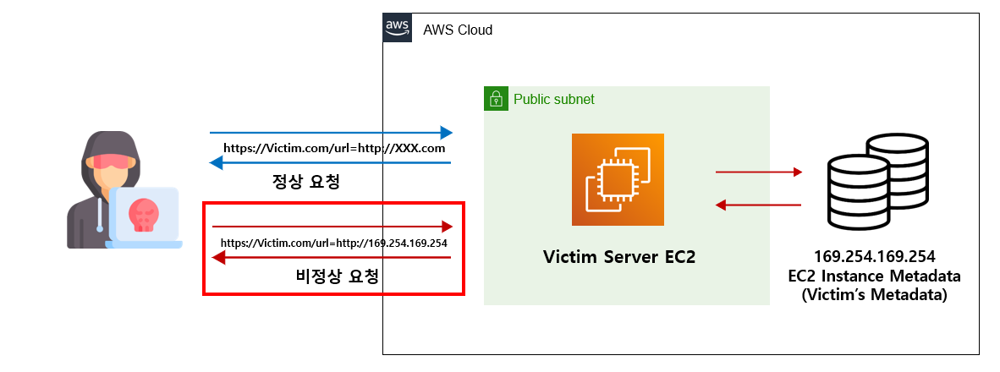 aws
AWS Cloud
Public subnet
https://Victim.com/url=http://XXX.com
정상 요청
https://Victim.com/url=http://169.254.169.254
비정상 요청
Victim Server EC2
169.254.169.254
EC2 Instance Metadata
(Victim's Metadata)